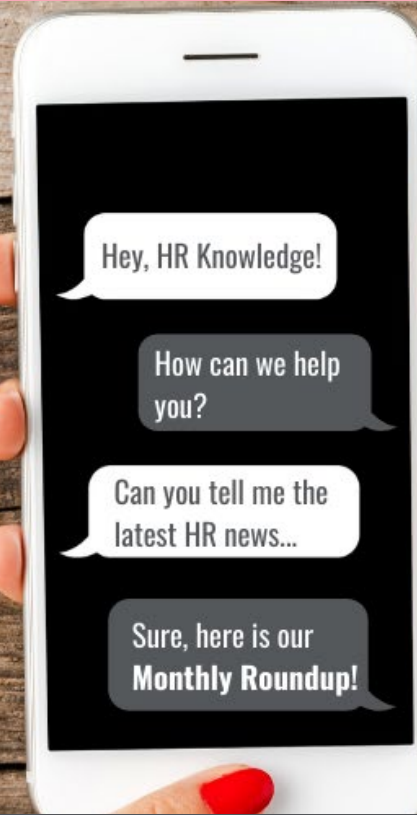 Hey, HR Knowledge!
How can we help
you?
Can you tell me the
latest HR news...
Sure, here is our
Monthly Roundup!